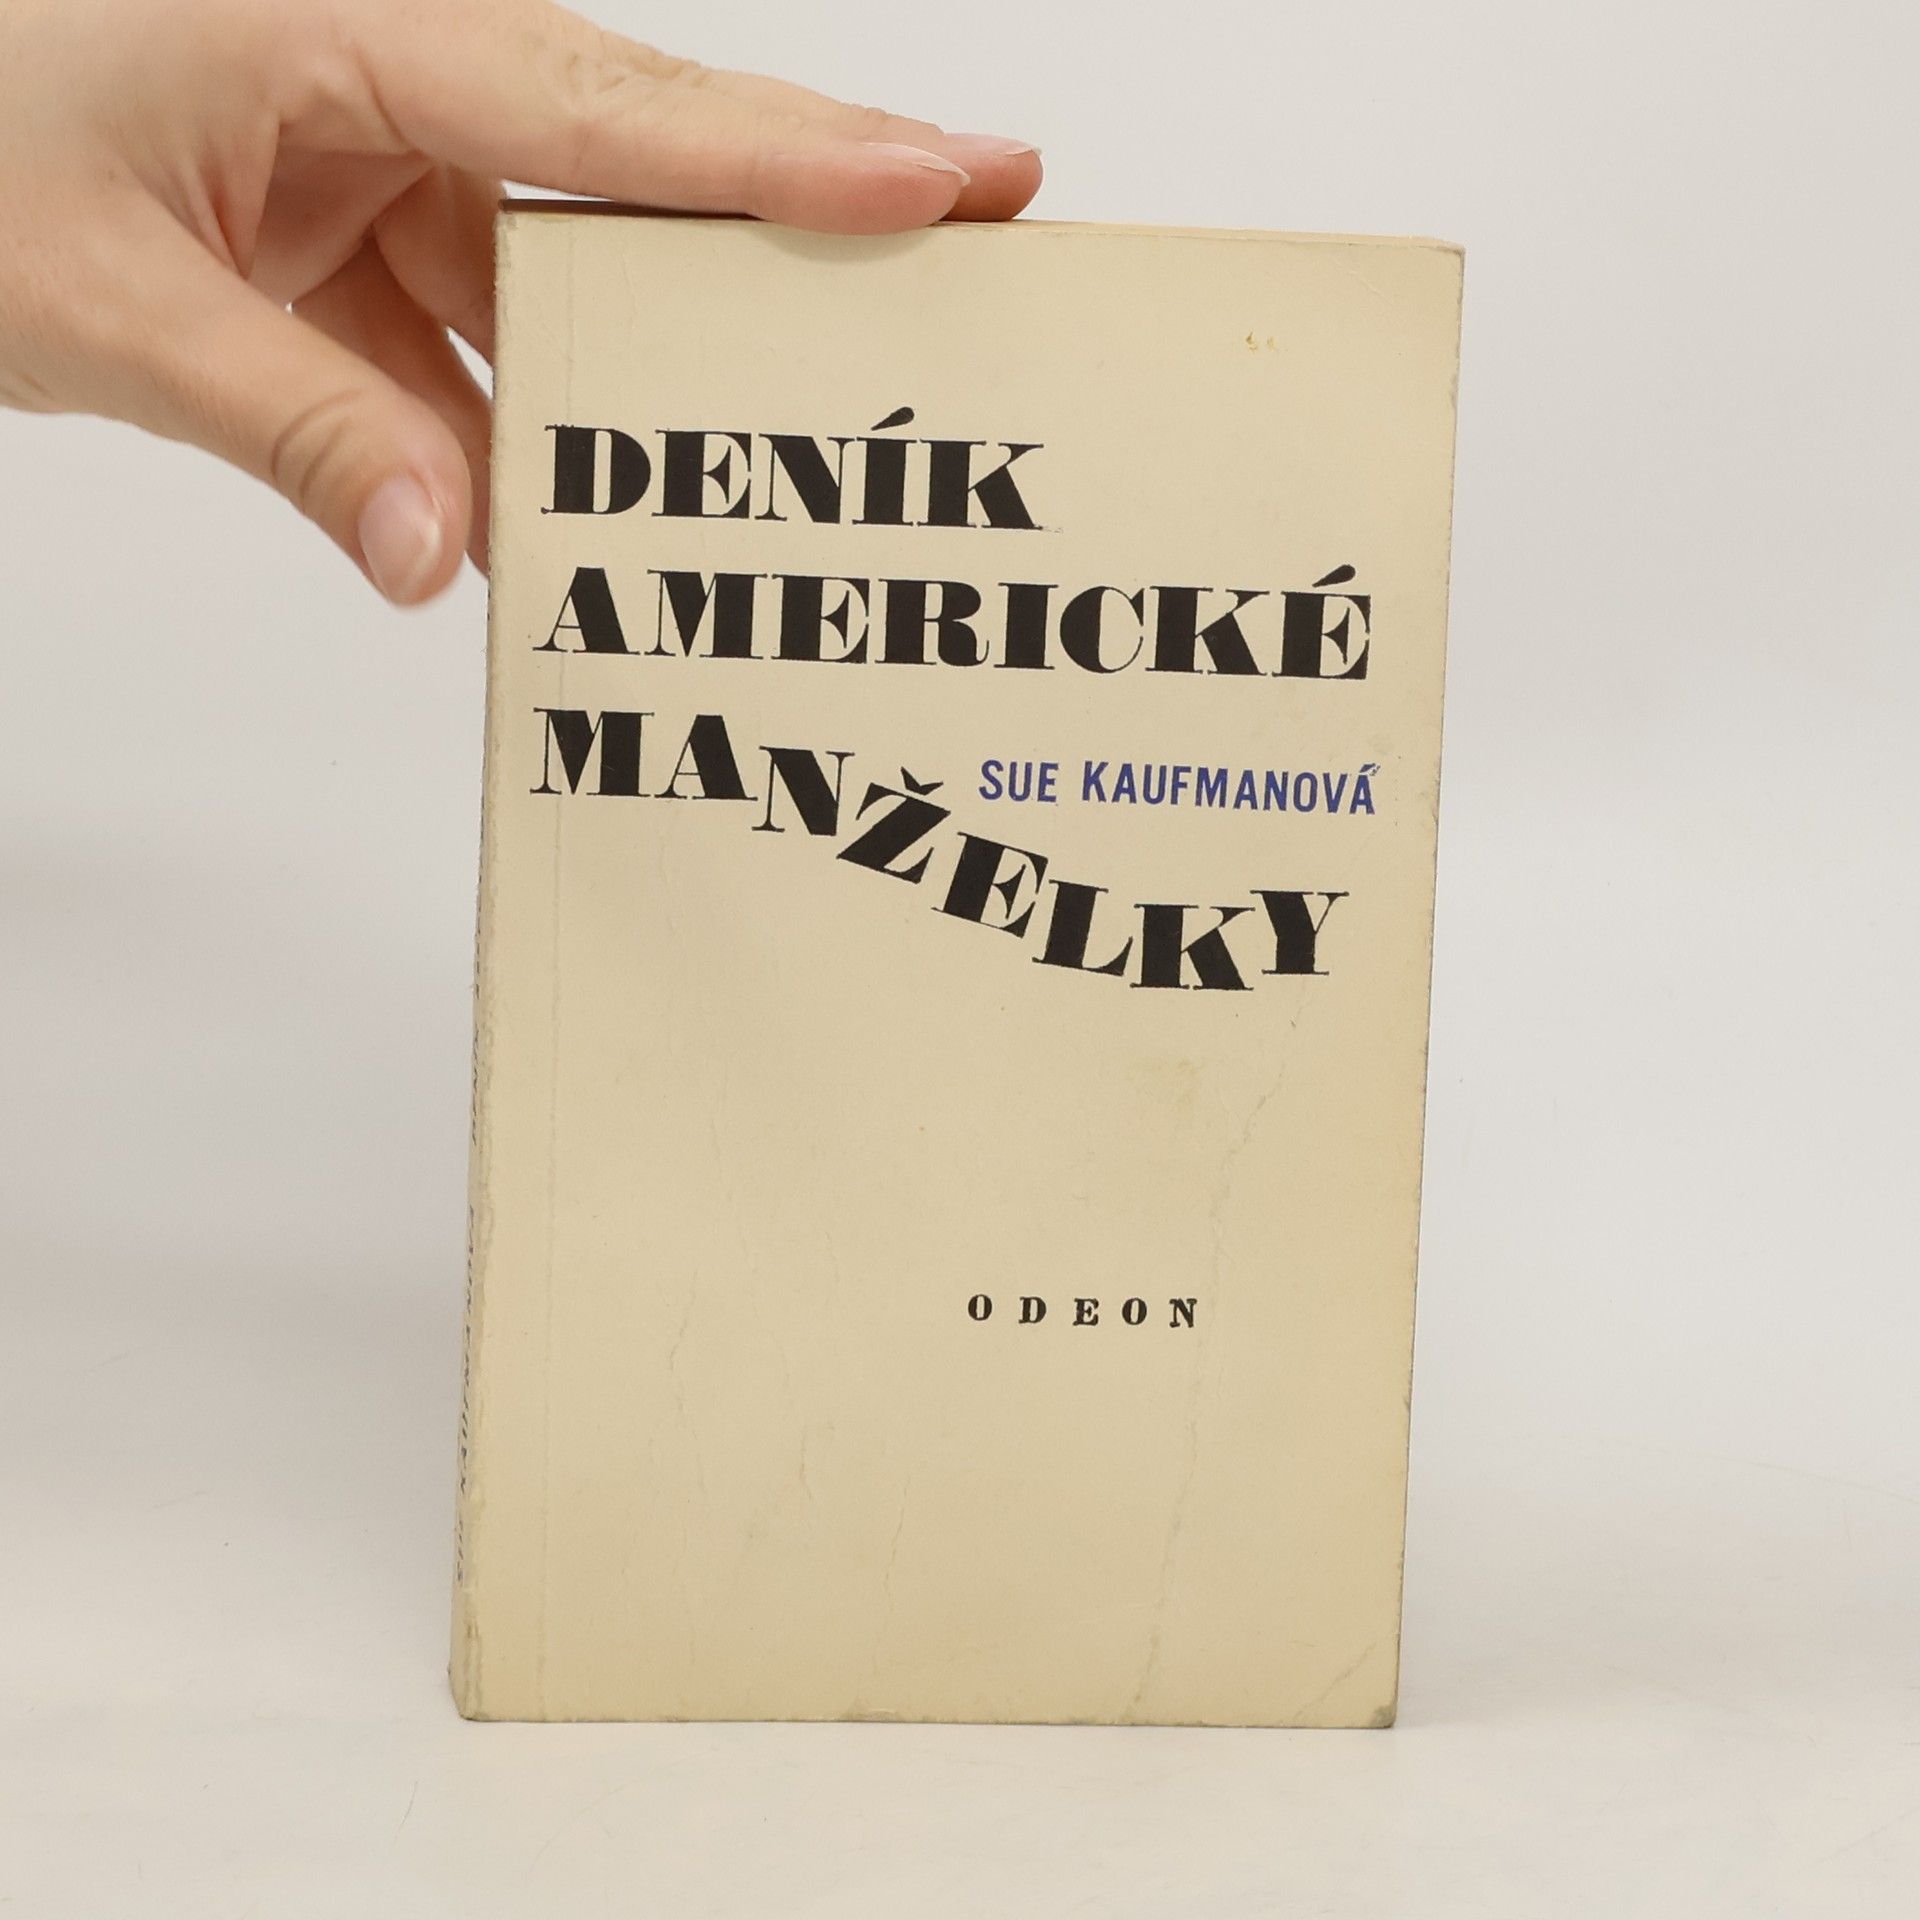 DENÍK
AMERICKÉ
MANŽELKY
SUE KAUFMANOVÁ
ODEON